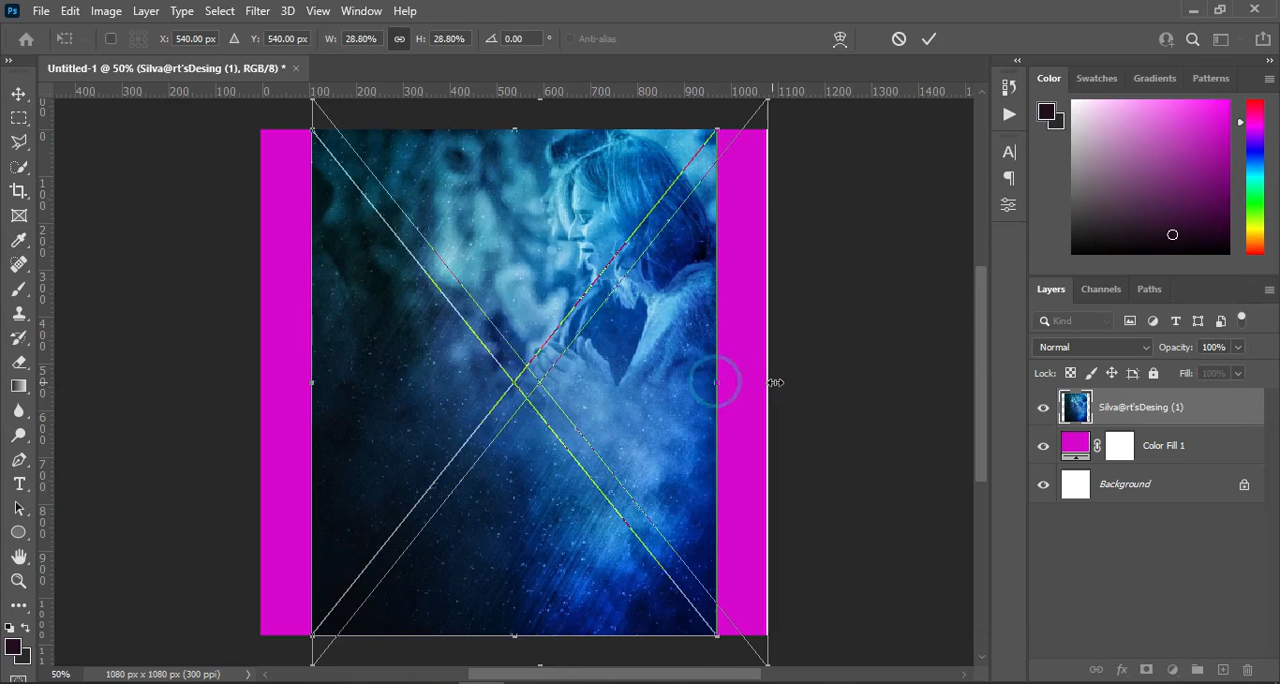 Ps File Edit Image Layer Type Select Filter 3D View Window Help
X: 540.00 px Y: 540.00 px W: 28.80% H: 28.80% 0.00 ° Anti-alias
Untitled-1 @ 50% (Silva@rt'sDesing (1), RGB/8) * ×
400 300 200 100 0 100 200 300 400 500 600 700 800 900 1000 1100 1200 1300 1400
Color Swatches Gradients Patterns
Layers Channels Paths
Kind
Normal Opacity: 100%
Lock: Fill: 100%
Silva@rt'sDesing (1)
Color Fill 1
Background
50% 1080 px x 1080 px (300 ppi)